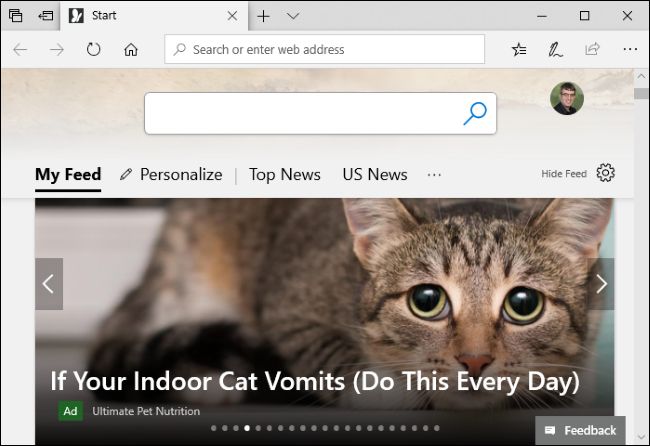 Start
Search or enter web address
My Feed Personalize Top News US News ... Hide Feed
If Your Indoor Cat Vomits (Do This Every Day)
Ad Ultimate Pet Nutrition
Feedback